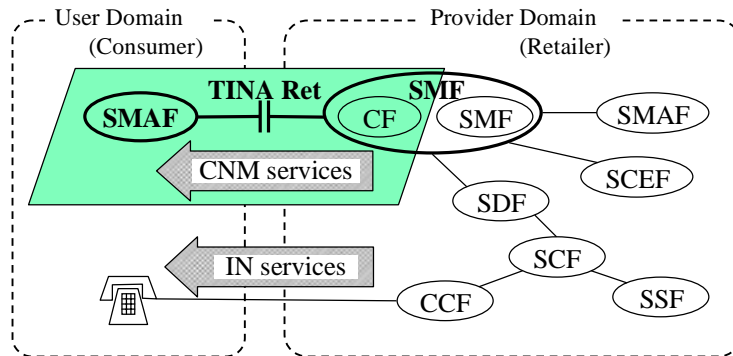 User Domain
(Consumer)
Provider Domain
(Retailer)
TINA Ret
SMF
SMAF
CF
SMF
SMAF
CNM services
SCEF
SDF
IN services
SCF
CCF
SSF